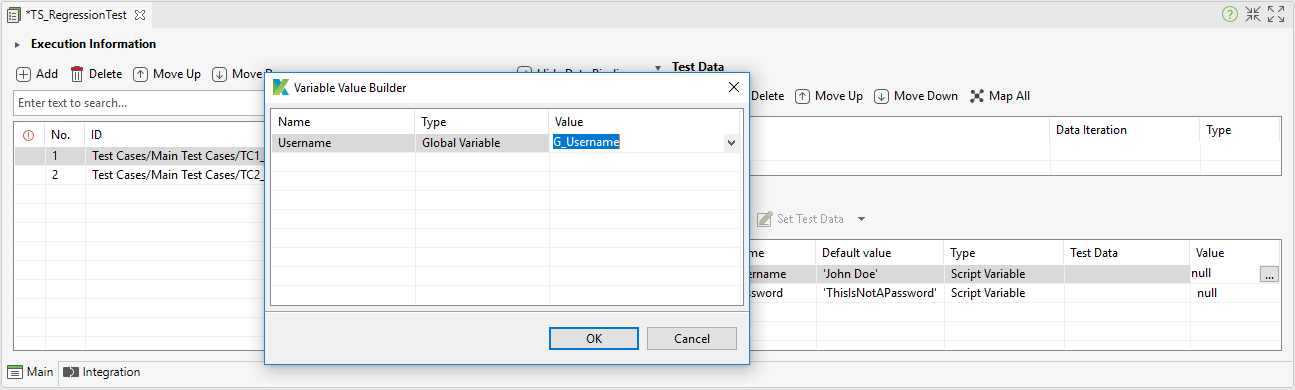 *TS_RegressionTest
Execution Information
Add Delete Move Up Move
Enter text to search...
No. ID
1 Test Cases/Main Test Cases/TC1_
2 Test Cases/Main Test Cases/TC2_
Variable Value Builder
Name Type Value
Username Global Variable G_Username
OK Cancel
Test Data
Delete Move Up Move Down Map All
Data Iteration Type
Set Test Data
Default value Type Test Data Value
'John Doe' Script Variable null ...
'ThisIsNotAPassword' Script Variable null
Main Integration